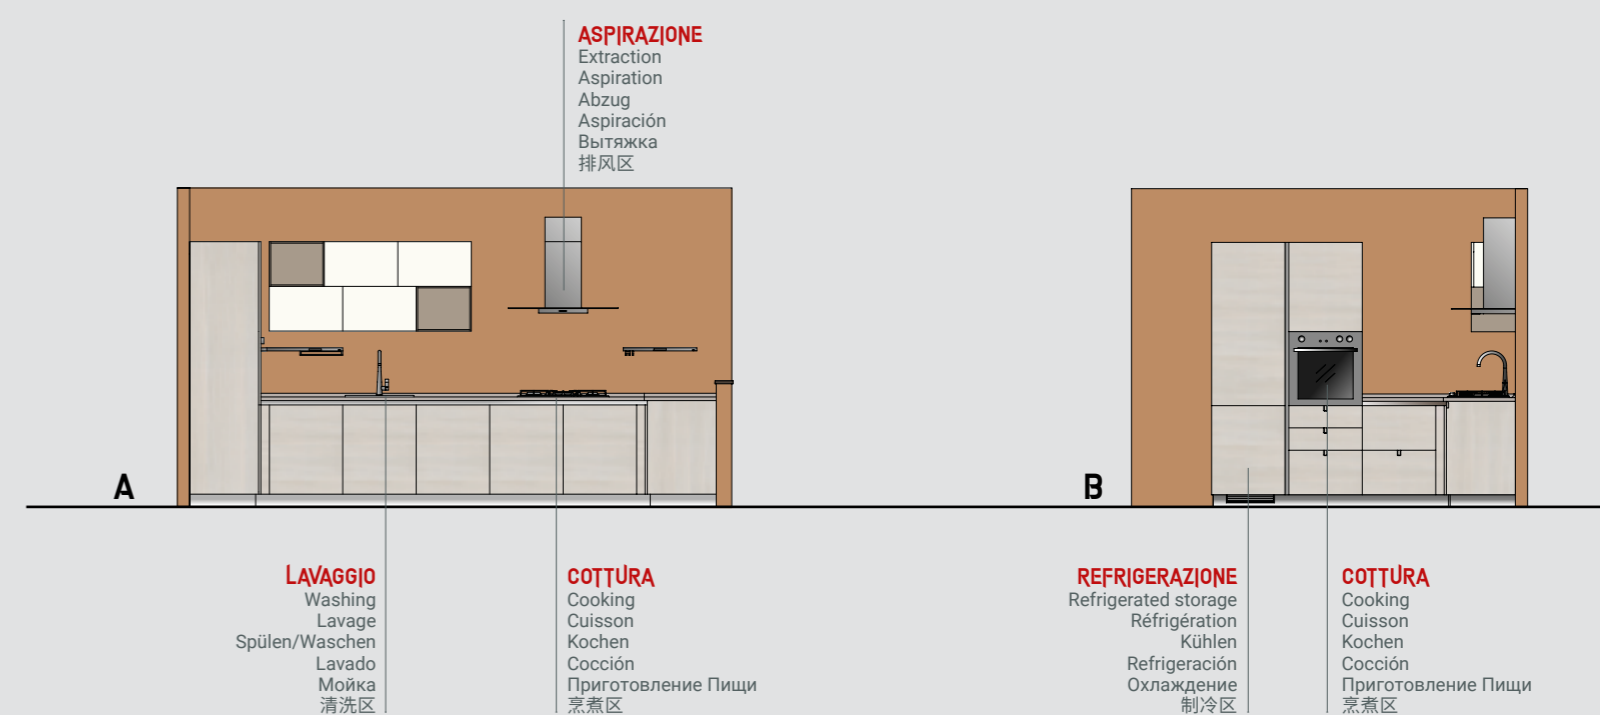 ASPIRAZIONE
Extraction
Aspiration
Abzug
Aspiración
Вытяжка
排风区
A
B
LAVAGGIO
Washing
Lavage
Spülen/Waschen
Lavado
Мойка
清洗区
COTTURA
Cooking
Cuisson
Kochen
Cocción
Приготовление Пищи
烹煮区
REFRIGERAZIONE
Refrigerated storage
Réfrigération
Kühlen
Refrigeración
Охлаждение
制冷区
COTTURA
Cooking
Cuisson
Kochen
Cocción
Приготовление Пищи
烹煮区